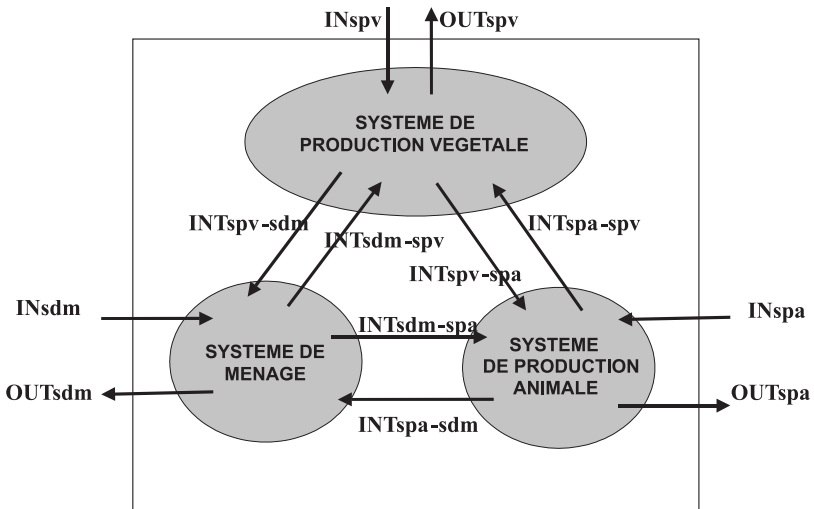 INspv
OUTspv
SYSTEME DE
PRODUCTION VEGETALE
INTspv-sdm
INTsdm-spv
INTspa-spv
INTspv-spa
INsdm
INTsdm-spa
INspa
SYSTEME DE
MENAGE
SYSTEME
DE PRODUCTION
ANIMALE
OUTsdm
OUTspa
INTspa-sdm